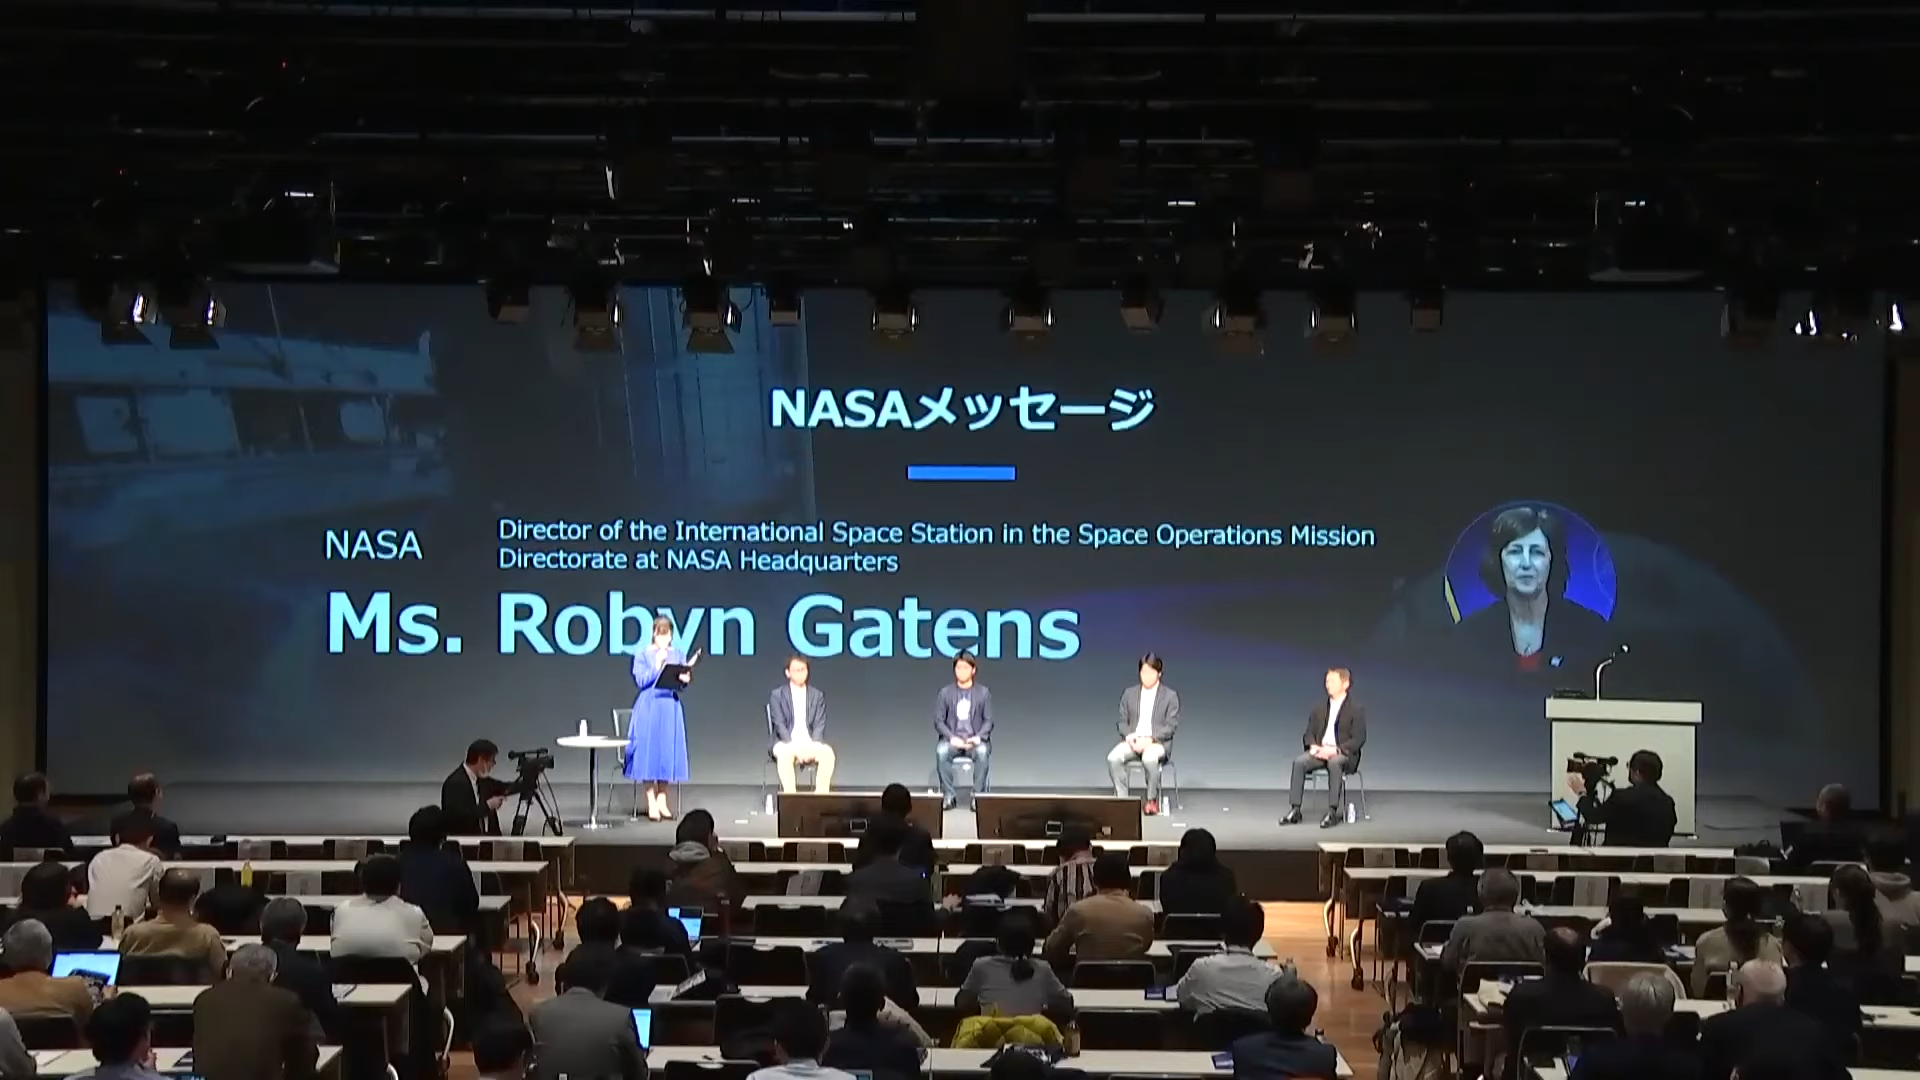 NASAメッセージ
NASA
Director of the International Space Station in the Space Operations Mission
Directorate at NASA Headquarters
Ms. Robyn Gatens